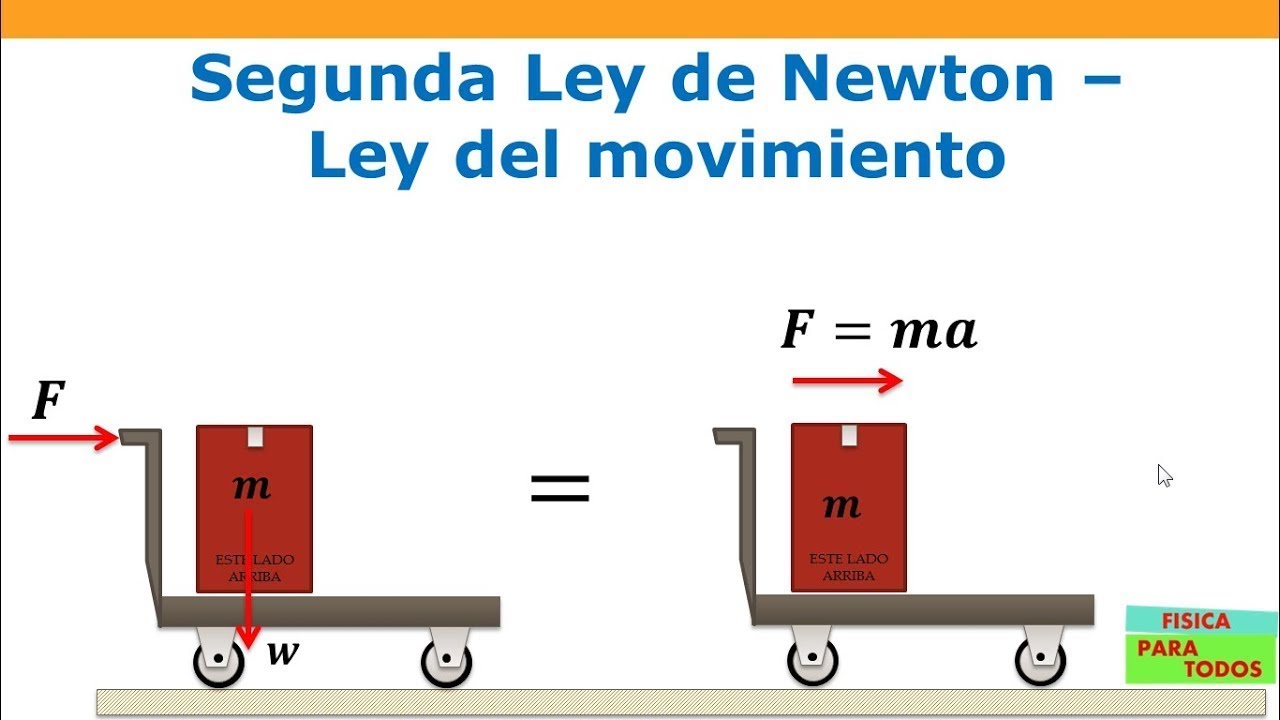 Segunda Ley de Newton –
Ley del movimiento
F = ma
F
m
ESTE LADO
ARRIBA
w
=
m
ESTE LADO
ARRIBA
FISICA
PARA
TODOS